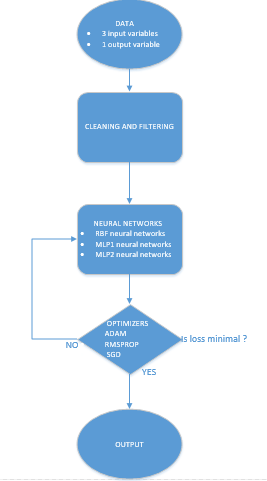 DATA
• 3 input variables
• 1 output variable
CLEANING AND FILTERING
NEURAL NETWORKS
• RBF neural networks
• MLP1 neural networks
• MLP2 neural networks
OPTIMIZERS
ADAM
RMSPROP
SGO
Is loss minimal ?
NO
YES
OUTPUT